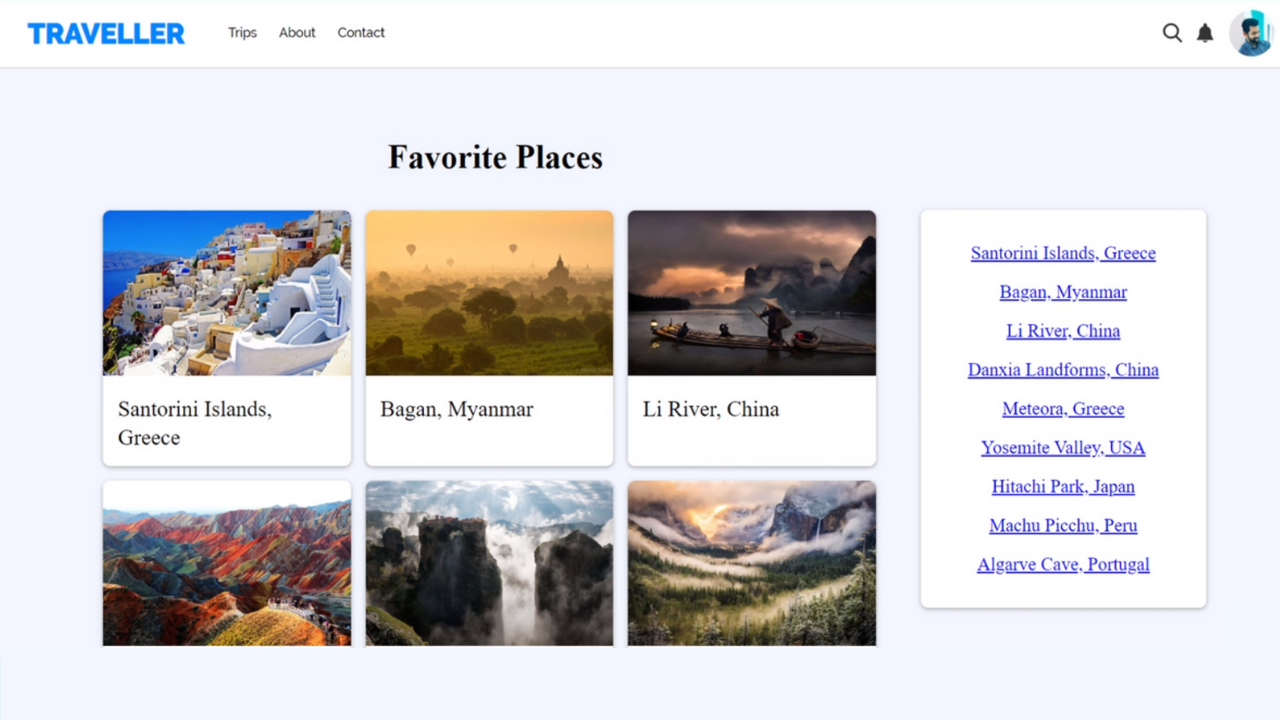 TRAVELLER
Trips
About
Contact
Favorite Places
Santorini Islands,
Greece
Bagan, Myanmar
Li River, China
Santorini Islands, Greece
Bagan, Myanmar
Li River, China
Danxia Landforms, China
Meteora, Greece
Yosemite Valley, USA
Hitachi Park, Japan
Machu Picchu, Peru
Algarve Cave, Portugal